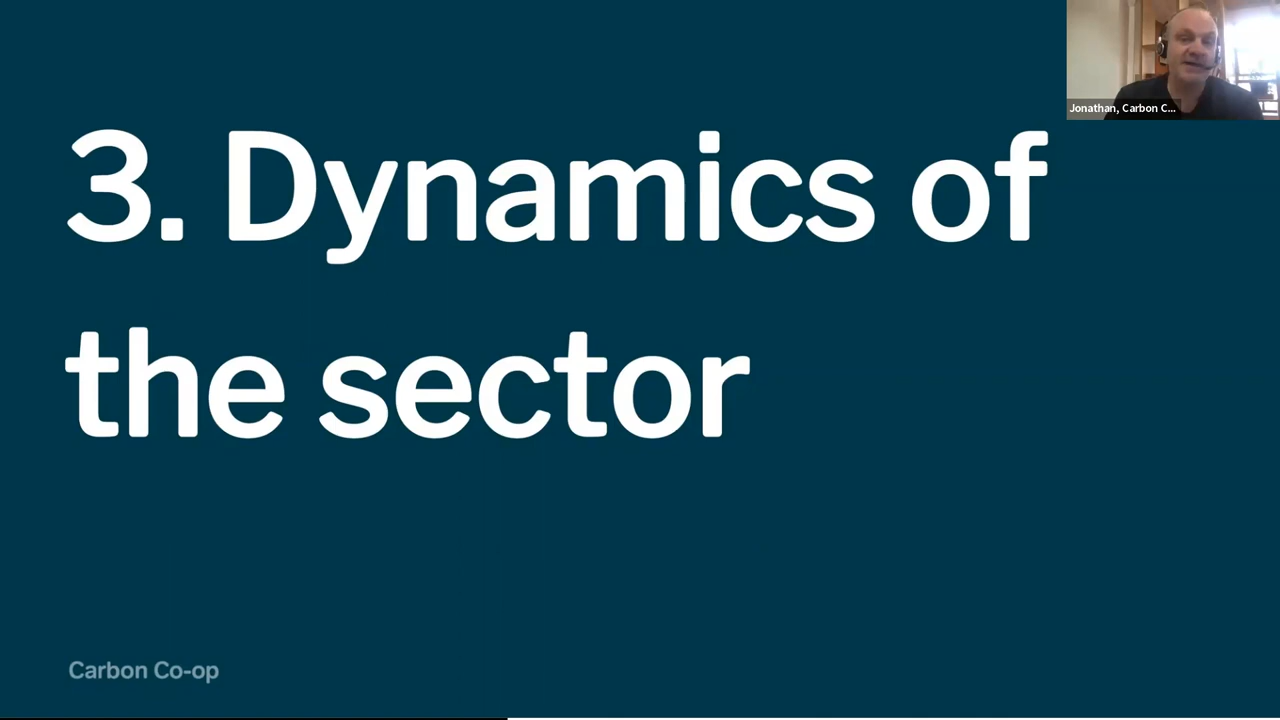 Jonathan, Carbon C...
3. Dynamics of
the sector
Carbon Co-op